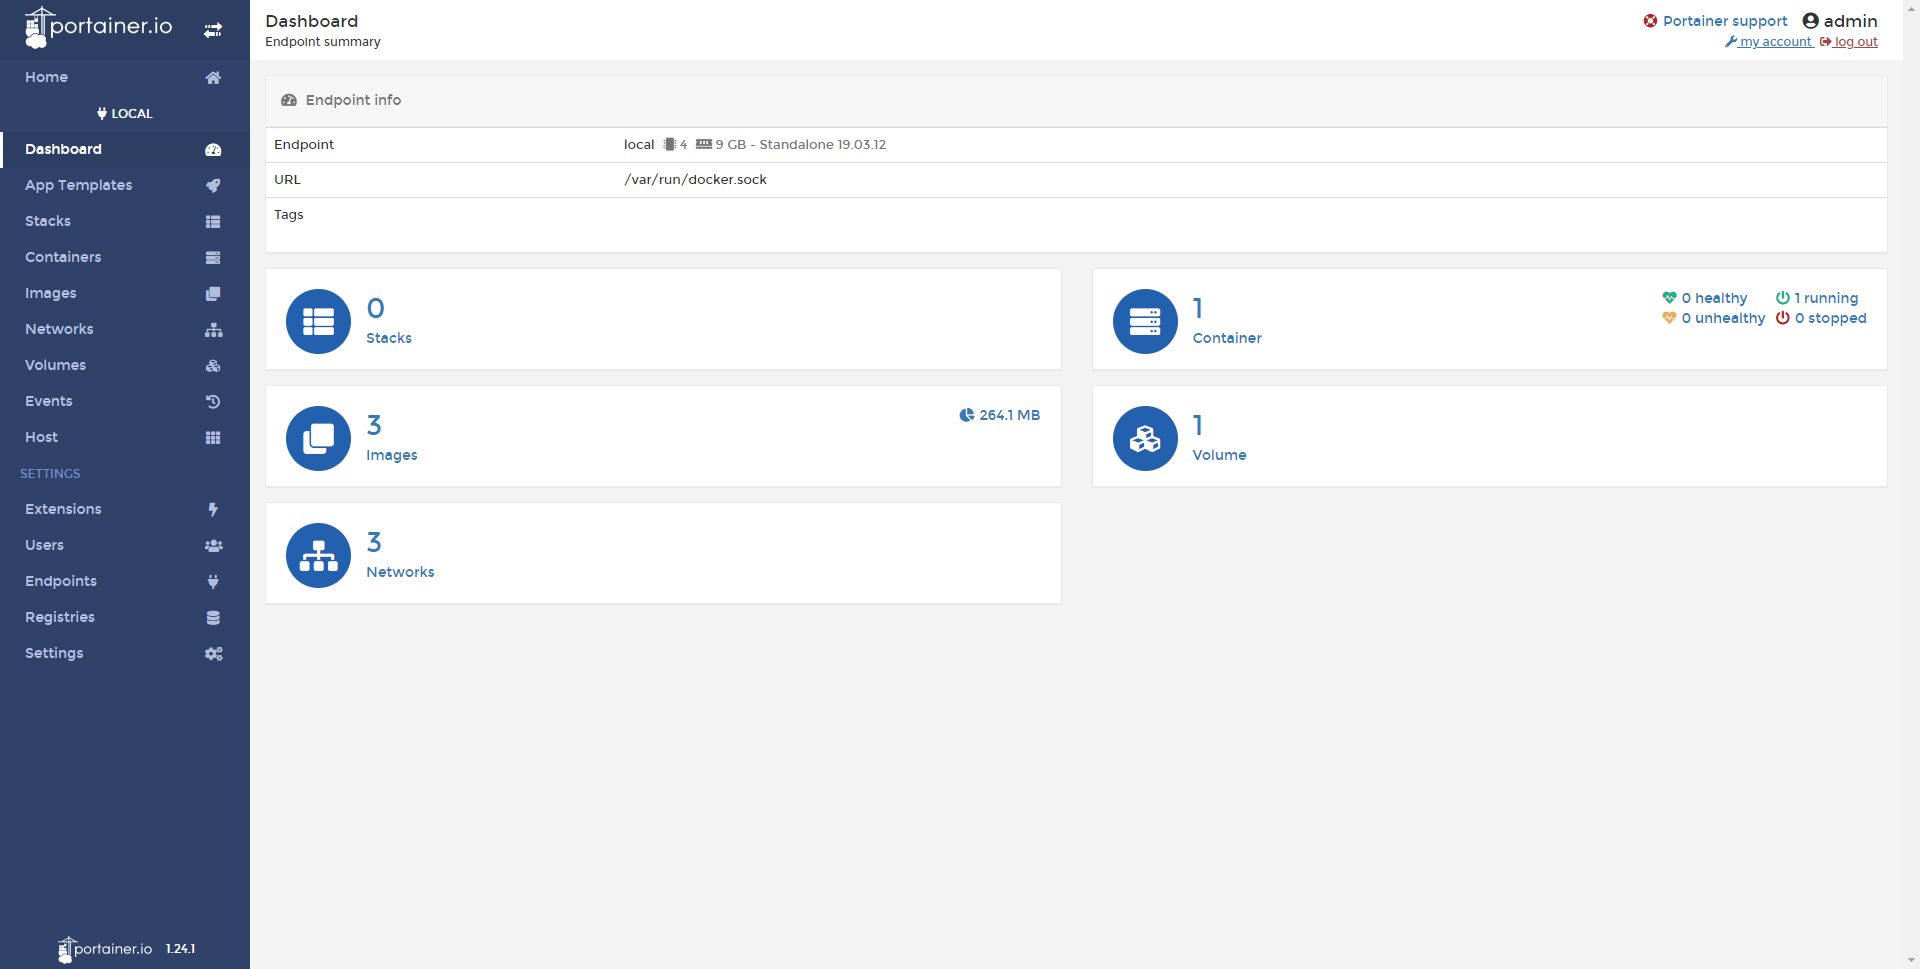 portainer.io
Home
LOCAL
Dashboard
App Templates
Stacks
Containers
Images
Networks
Volumes
Events
Host
SETTINGS
Extensions
Users
Endpoints
Registries
Settings
portainer.io 1.24.1
Dashboard
Endpoint summary
Portainer support admin
my account log out
Endpoint info
Endpoint local 4 9 GB - Standalone 19.03.12
URL /var/run/docker.sock
Tags
0
Stacks
1
Container
0 healthy 1 running
0 unhealthy 0 stopped
3
Images
264.1 MB
1
Volume
3
Networks